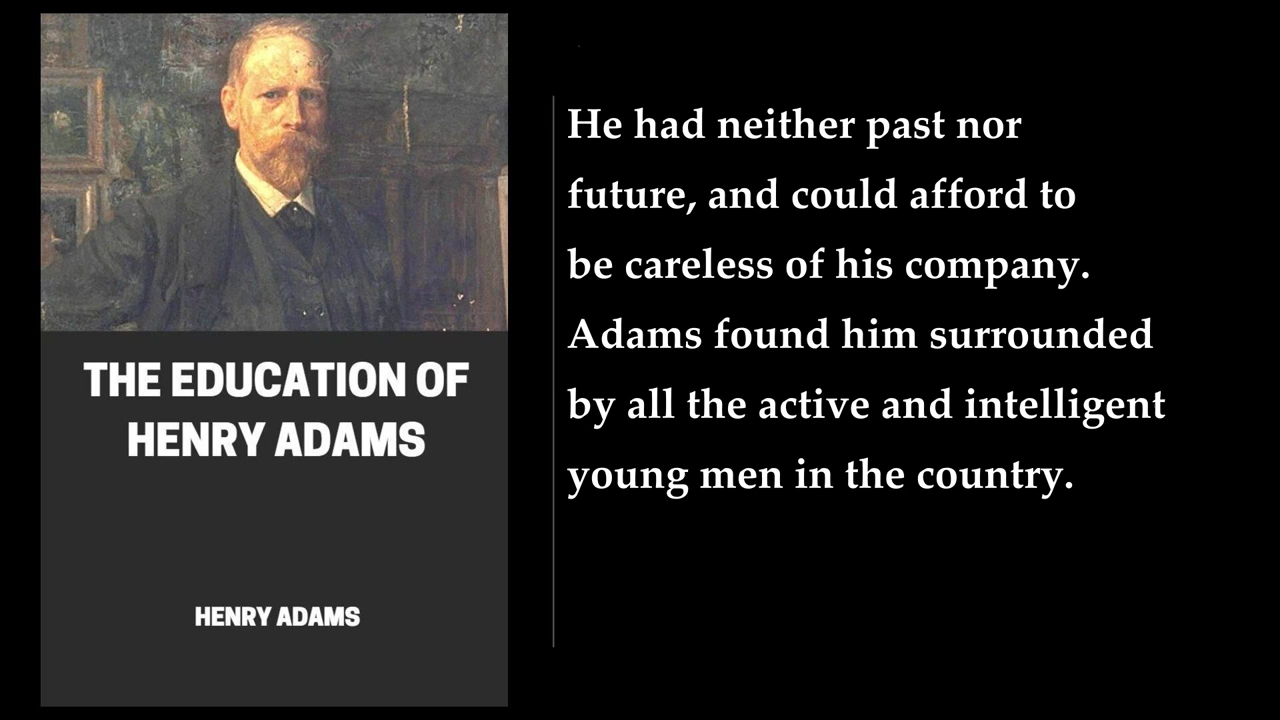 THE EDUCATION OF
HENRY ADAMS
HENRY ADAMS
He had neither past nor
future, and could afford to
be careless of his company.
Adams found him surrounded
by all the active and intelligent
young men in the country.